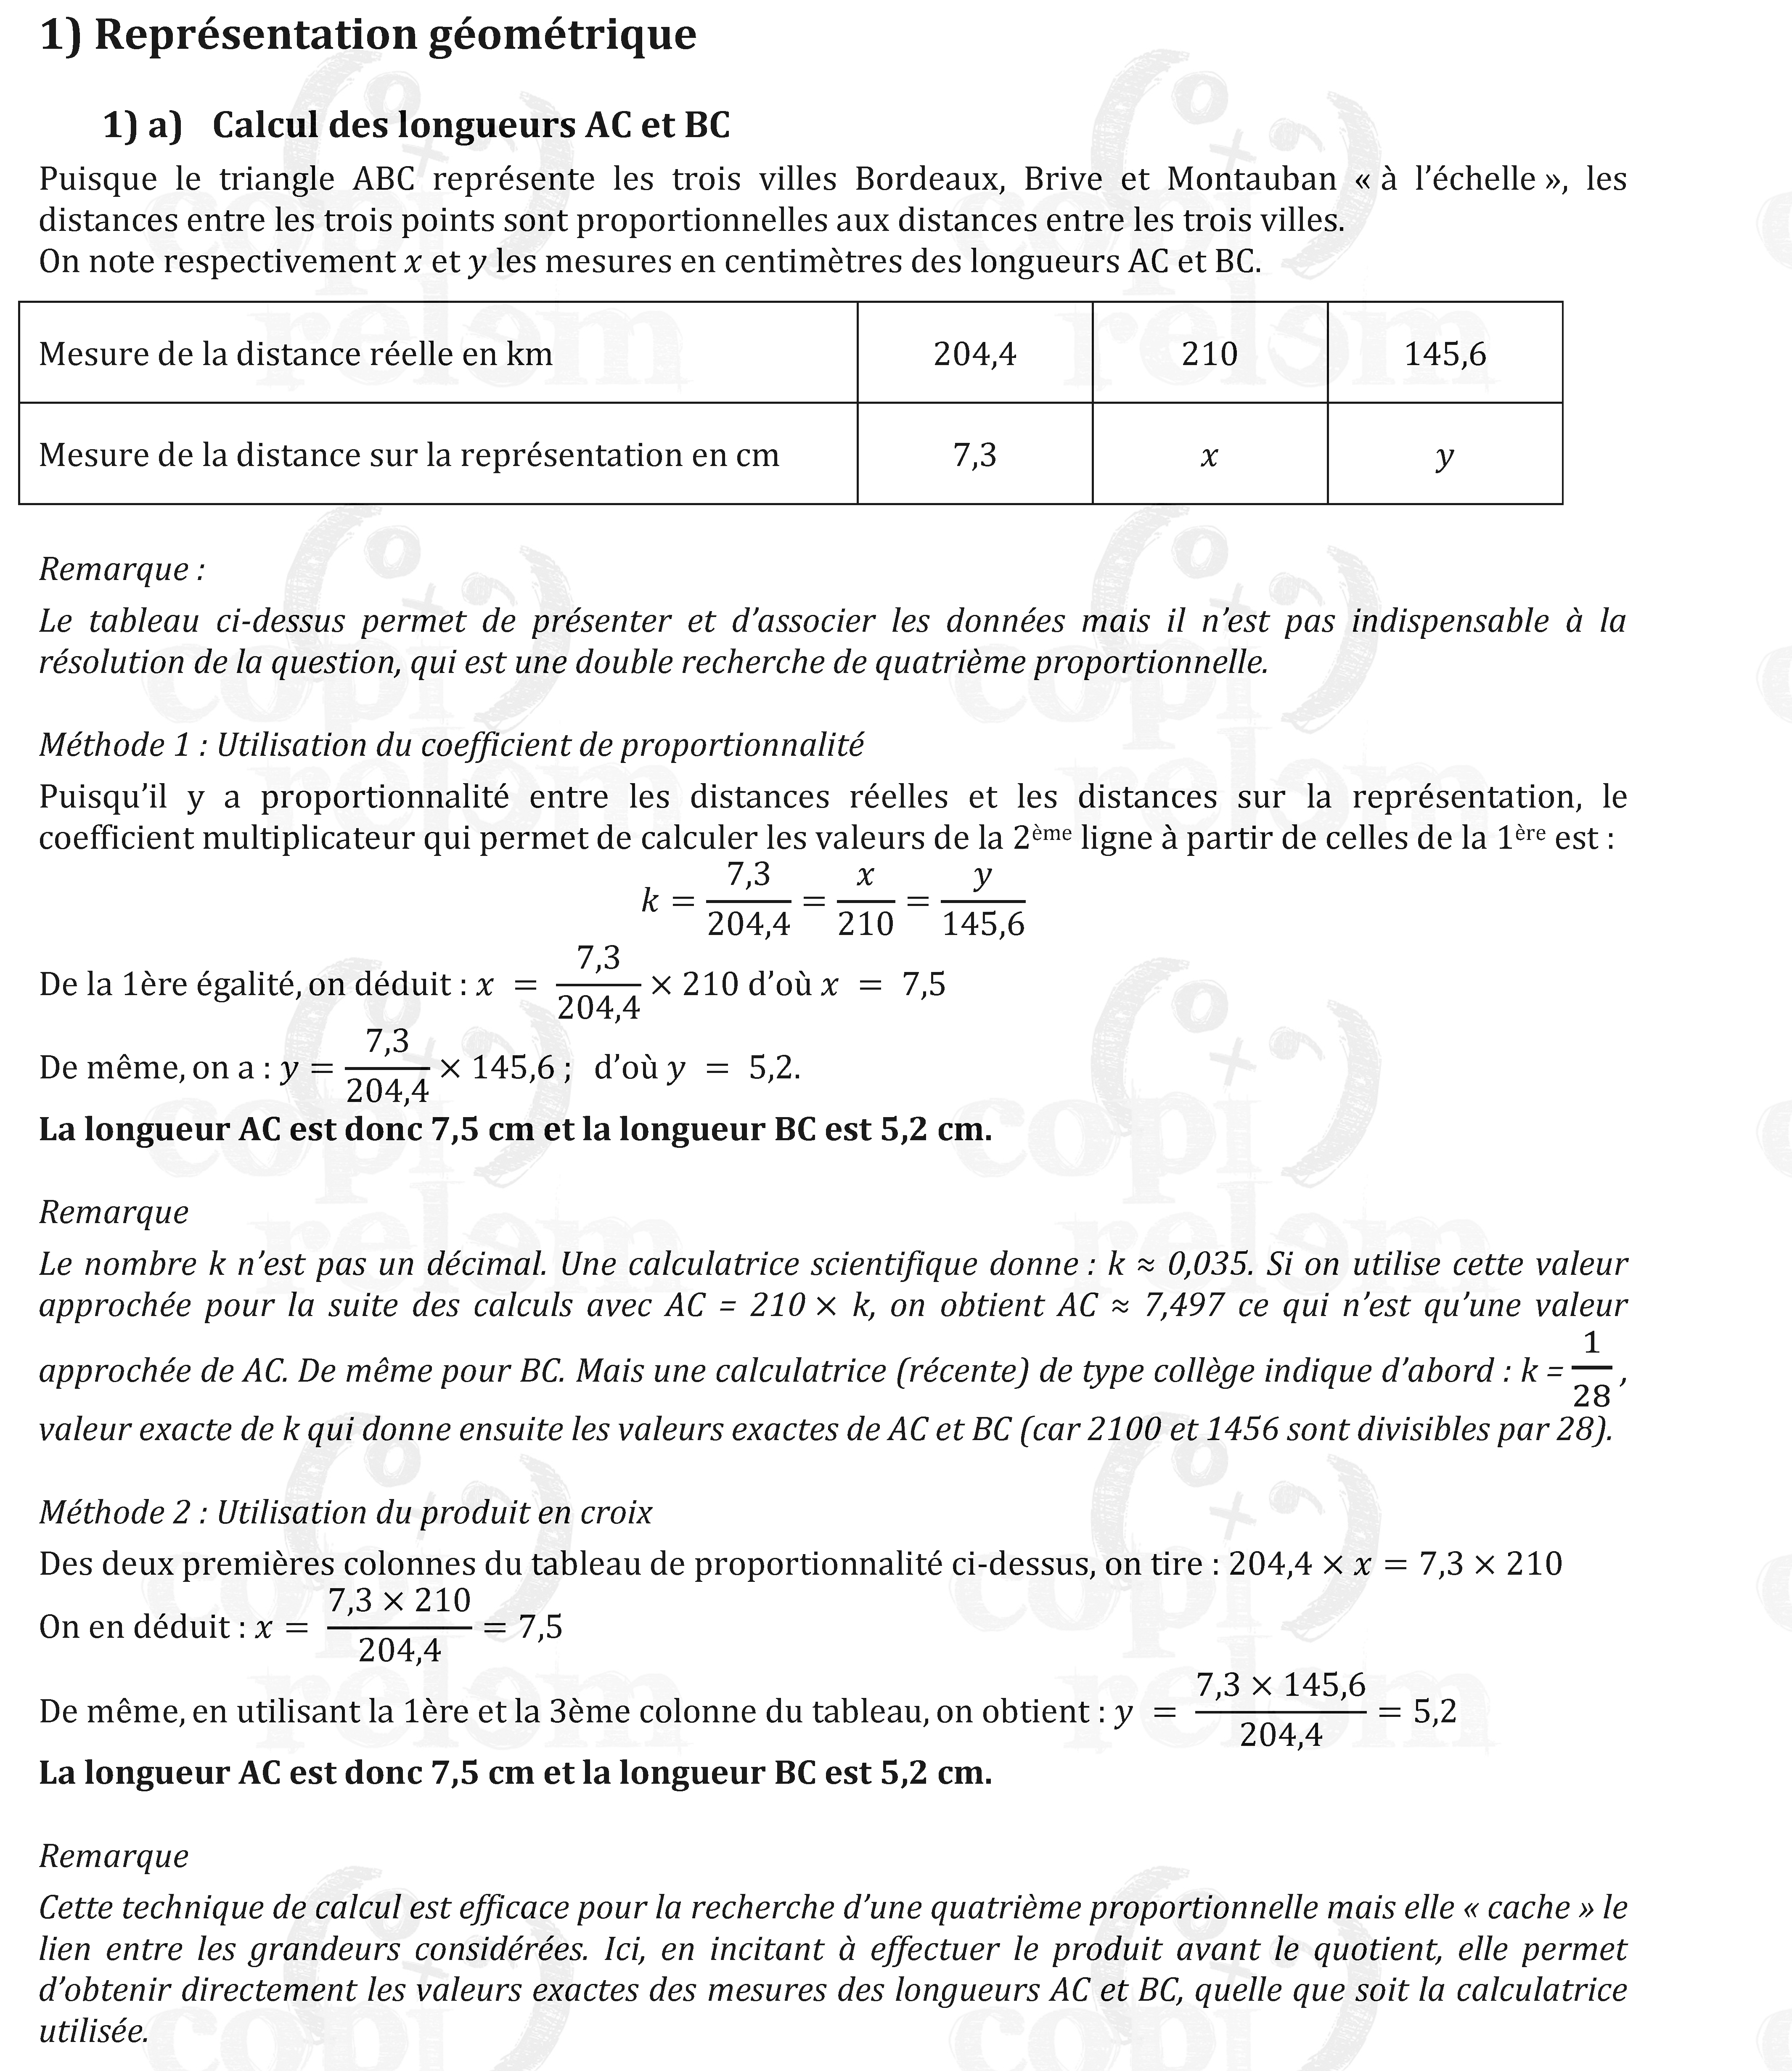 1) Représentation géométrique
1) a) Calcul des longueurs AC et BC
Puisque le triangle ABC représente les trois villes Bordeaux, Brive et Montauban « à l’échelle », les
distances entre les trois points sont proportionnelles aux distances entre les trois villes.
On note respectivement x et y les mesures en centimètres des longueurs AC et BC.
Mesure de la distance réelle en km 204,4 210 145,6
Mesure de la distance sur la représentation en cm 7,3 x y
Remarque :
Le tableau ci-dessus permet de présenter et d’associer les données mais il n’est pas indispensable à la
résolution de la question, qui est une double recherche de quatrième proportionnelle.
Méthode 1 : Utilisation du coefficient de proportionnalité
Puisqu’il y a proportionnalité entre les distances réelles et les distances sur la représentation, le
coefficient multiplicateur qui permet de calculer les valeurs de la 2ème ligne à partir de celles de la 1ère est :
k = 7,3/204,4 = x/210 = y/145,6
De la 1ère égalité, on déduit : x = 7,3/204,4 × 210 d’où x = 7,5
De même, on a : y = 7,3/204,4 × 145,6 ; d’où y = 5,2.
La longueur AC est donc 7,5 cm et la longueur BC est 5,2 cm.
Remarque
Le nombre k n’est pas un décimal. Une calculatrice scientifique donne : k ≈ 0,035. Si on utilise cette valeur
approchée pour la suite des calculs avec AC = 210 × k, on obtient AC ≈ 7,497 ce qui n’est qu’une valeur
approchée de AC. De même pour BC. Mais une calculatrice (récente) de type collège indique d’abord : k = 1/28,
valeur exacte de k qui donne ensuite les valeurs exactes de AC et BC (car 2100 et 1456 sont divisibles par 28).
Méthode 2 : Utilisation du produit en croix
Des deux premières colonnes du tableau de proportionnalité ci-dessus, on tire : 204,4 × x = 7,3 × 210
On en déduit : x = 7,3 × 210/204,4 = 7,5
De même, en utilisant la 1ère et la 3ème colonne du tableau, on obtient : y = 7,3 × 145,6/204,4 = 5,2
La longueur AC est donc 7,5 cm et la longueur BC est 5,2 cm.
Remarque
Cette technique de calcul est efficace pour la recherche d’une quatrième proportionnelle mais elle « cache » le
lien entre les grandeurs considérées. Ici, en incitant à effectuer le produit avant le quotient, elle permet
d’obtenir directement les valeurs exactes des mesures des longueurs AC et BC, quelle que soit la calculatrice
utilisée.
copi
relem